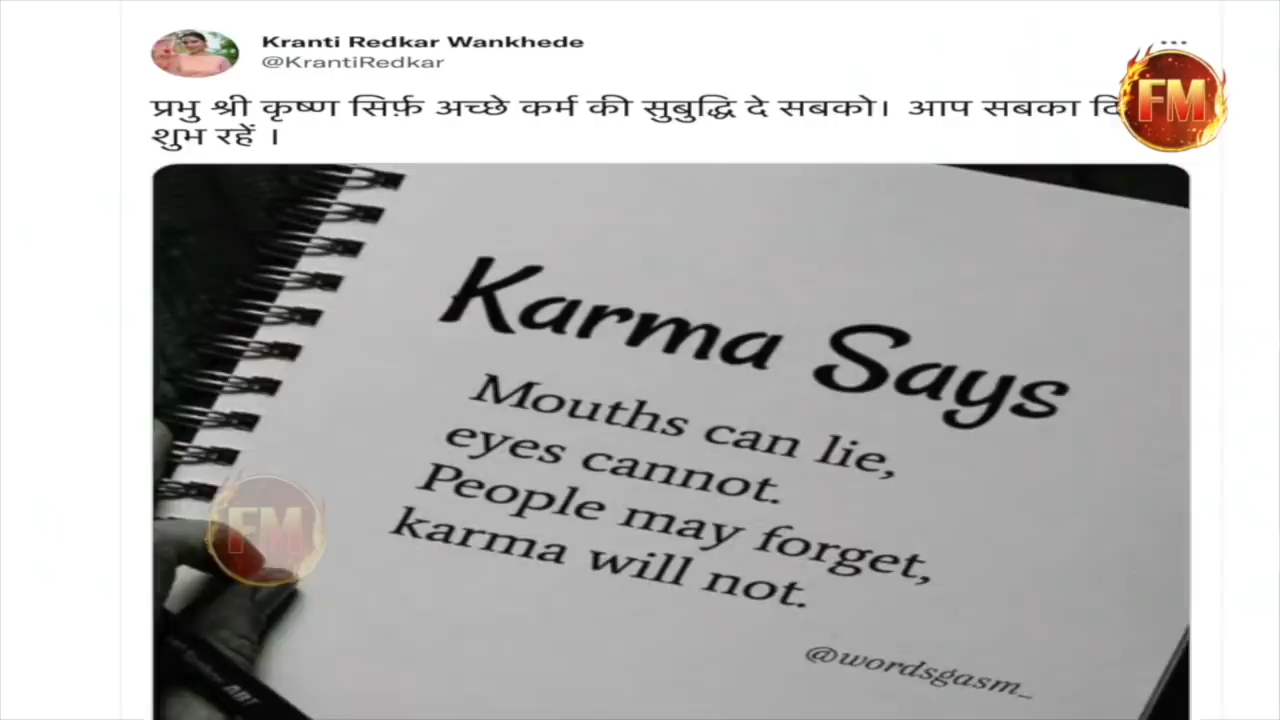 Kranti Redkar Wankhede
@KrantiRedkar
प्रभु श्री कृष्ण सिर्फ़ अच्छे कर्म की सुबुद्धि दे सबको। आप सबका
शुभ रहें ।
FM
Karma Says
Mouths can lie,
eyes cannot.
People may forget,
karma will not.
FM
@wordsgasm_
ABT